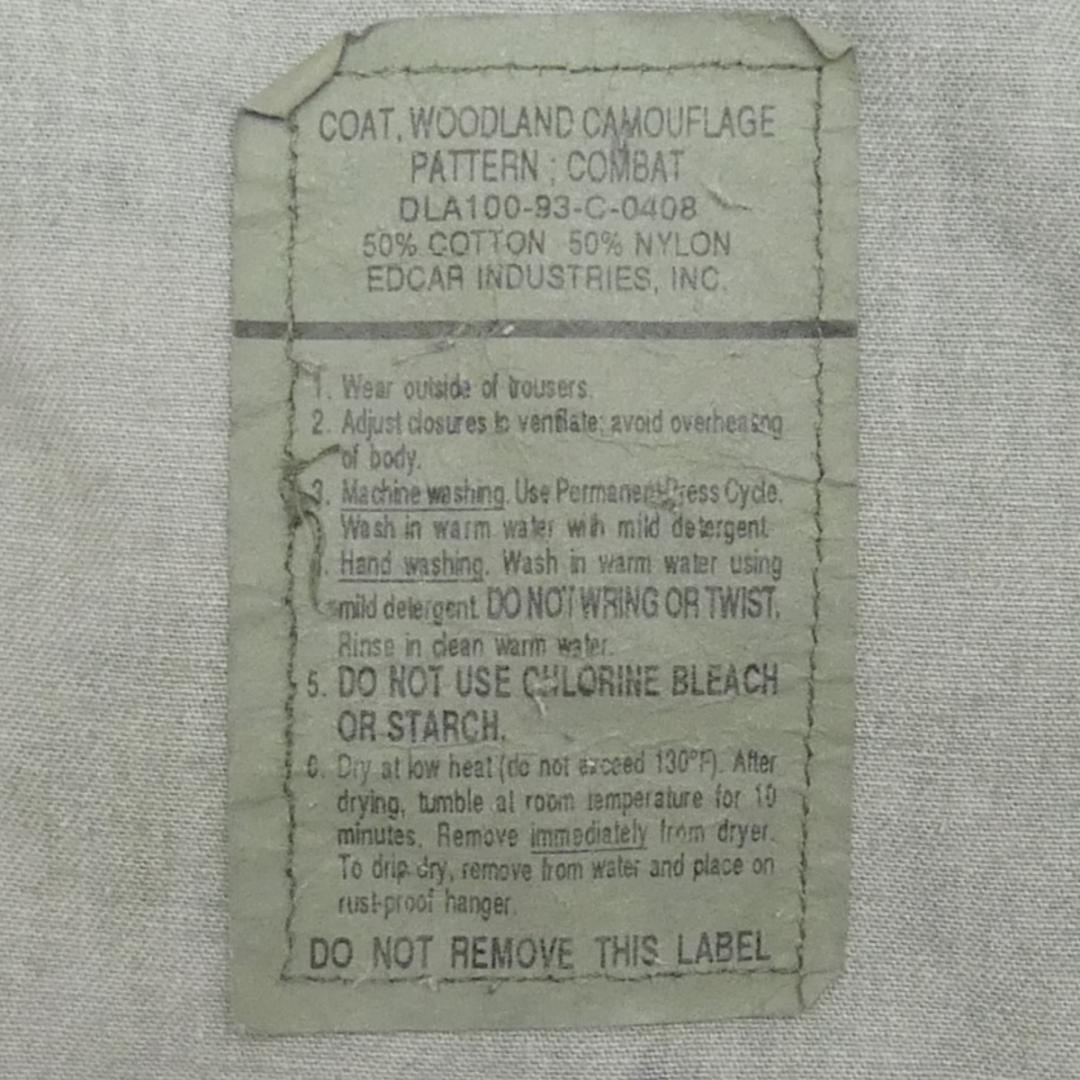 COAT, WOODLAND CAMOUFLAGE
PATTERN ; COMBAT
DLA100-93-C-0408
50% COTTON 50% NYLON
EDCAR INDUSTRIES, INC.
1. Wear outside of trousers.
2. Adjust closures to ventilate; avoid overheating
of body.
3. Machine washing. Use Permanent Press Cycle.
Wash in warm water with mild detergent.
Hand washing. Wash in warm water using
mild detergent. DO NOT WRING OR TWIST.
Rinse in clean warm water.
5. DO NOT USE CHLORINE BLEACH
OR STARCH.
6. Dry at low heat (do not exceed 130°F). After
drying, tumble at room temperature for 10
minutes. Remove immediately from dryer.
To drip dry, remove from water and place on
rust-proof hanger.
DO NOT REMOVE THIS LABEL